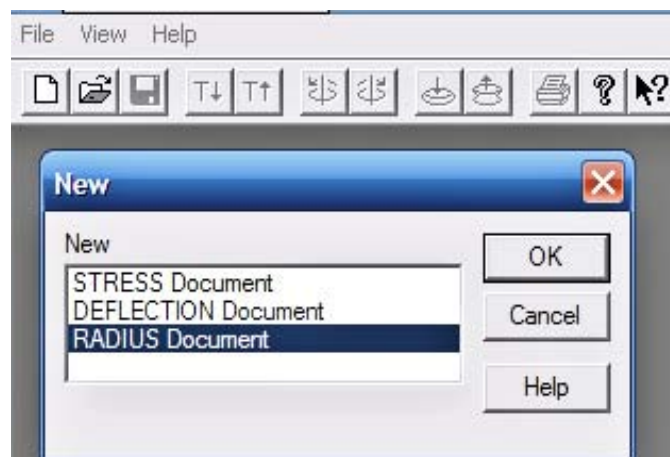 File View Help
T↓ T↑ ? ?
New
New
STRESS Document
DEFLECTION Document
RADIUS Document
OK
Cancel
Help